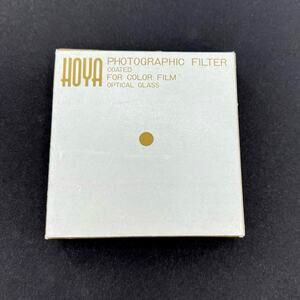 HOYA
PHOTOGRAPHIC FILTER
COATED
FOR COLOR FILM
OPTICAL GLASS